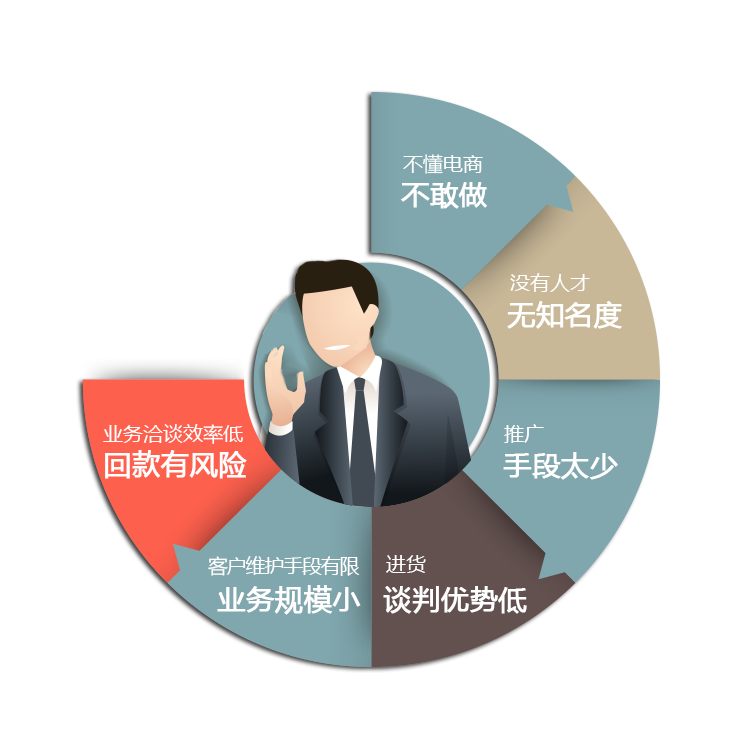 不懂电商
不敢做
没有人才
无知名度
推广
手段太少
进货
谈判优势低
客户维护手段有限
业务规模小
业务洽谈效率低
回款有风险